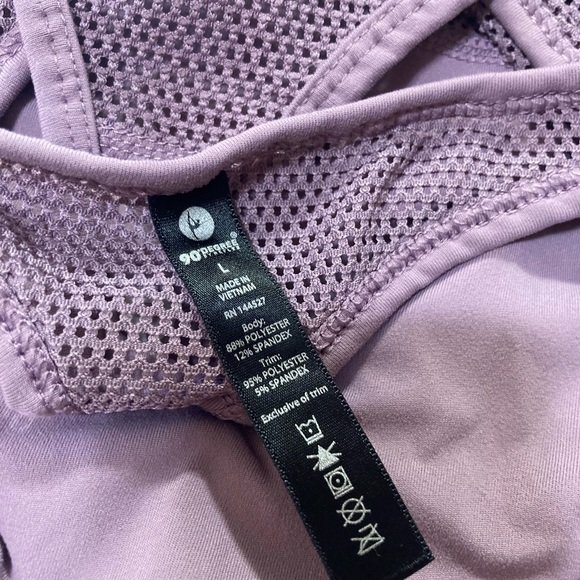 90 DEGREE®
L
MADE IN
VIETNAM
RN 144527
Body:
88% POLYESTER
12% SPANDEX
Trim:
95% POLYESTER
5% SPANDEX
Exclusive of trim